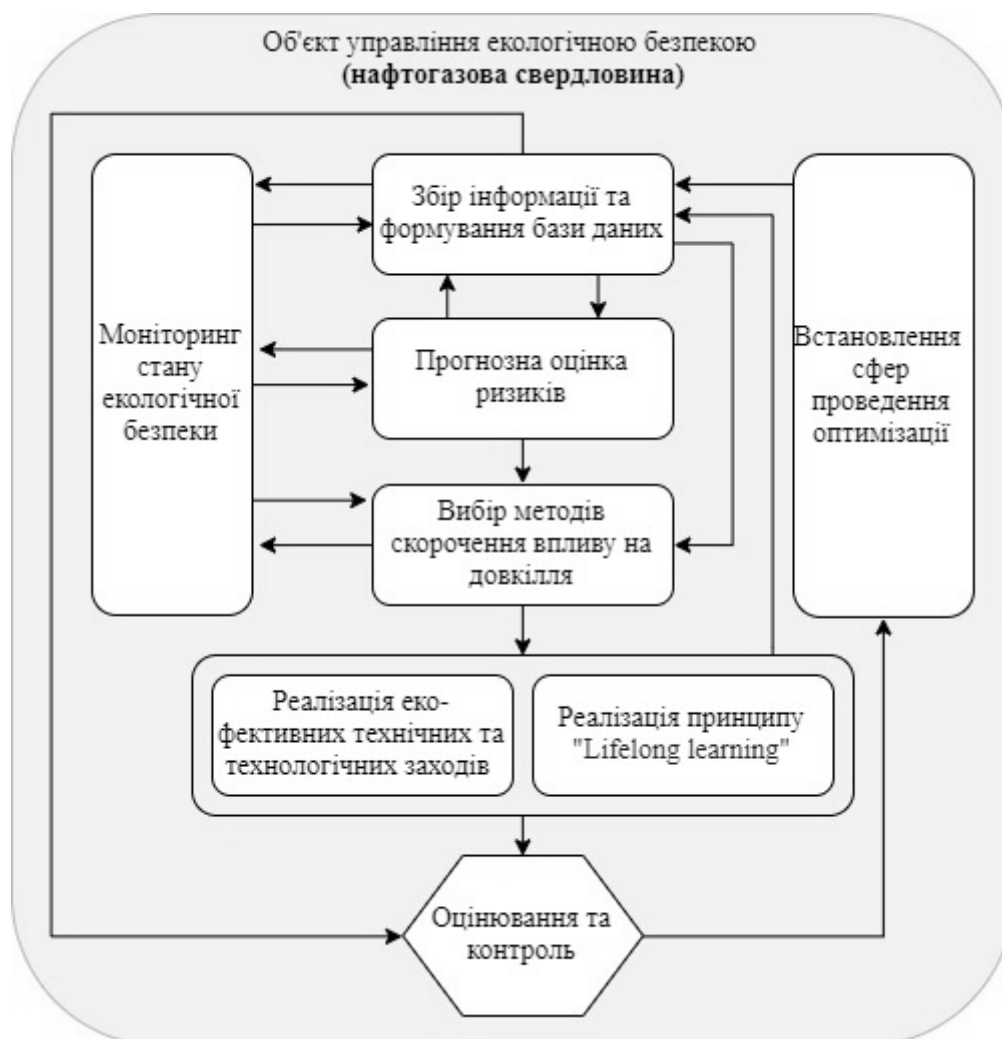 Об'єкт управління екологічною безпекою
(нафтогазова свердловина)
Збір інформації та
формування бази даних
Моніторинг
стану
екологічної
безпеки
Прогнозна оцінка
ризиків
Встановлення
сфер
проведення
оптимізації
Вибір методів
скорочення впливу на
довкілля
Реалізація еко-
фективних технічних та
технологічних заходів
Реалізація принципу
"Lifelong learning"
Оцінювання та
контроль